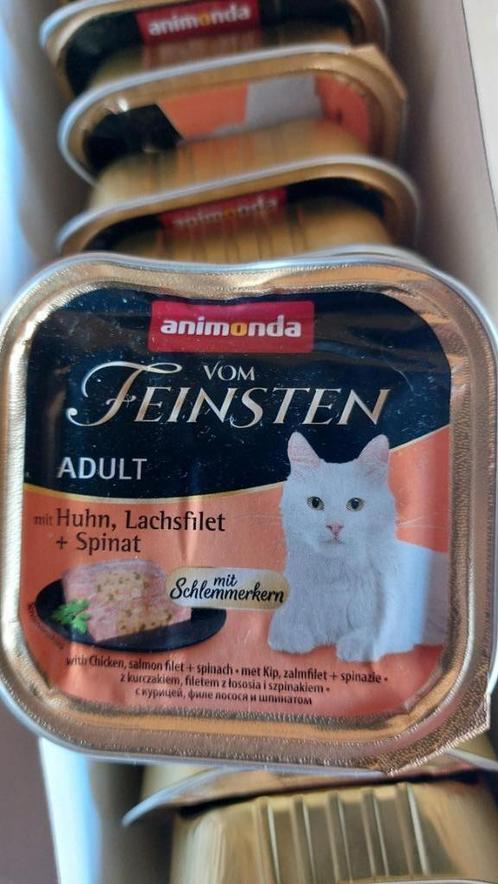 animonda
animonda
animonda
VOM
FEINSTEN
ADULT
mit Huhn, Lachsfilet
+ Spinat
mit
Schlemmerkern
with Chicken, salmon filet + spinach • met Kip, zalmfilet + spinazie •
z kurczakiem, filetem z łososia i szpinakiem •
с курицей, филе лосося и шпинатом